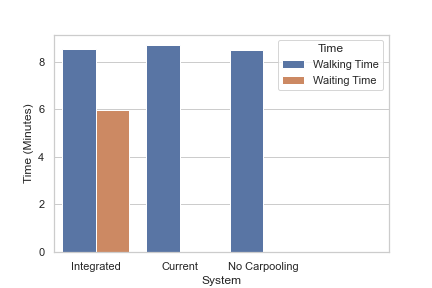 Time
Walking Time
Waiting Time
8
6
4
2
0
Time (Minutes)
Integrated
Current
No Carpooling
System